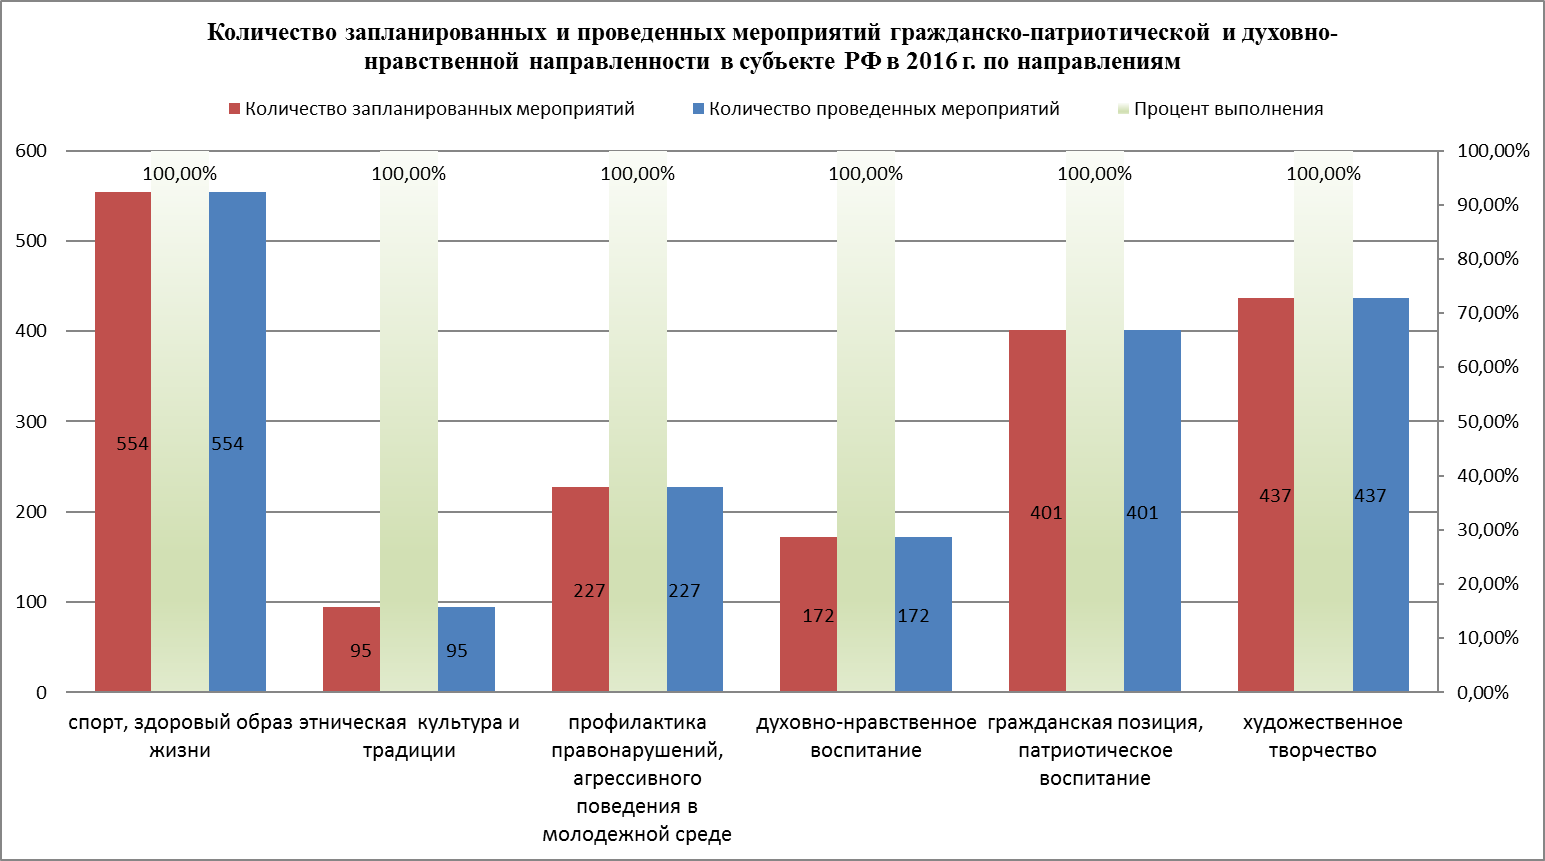 Количество запланированных и проведенных мероприятий гражданско-патриотической и духовно-
нравственной направленности в субъекте РФ в 2016 г. по направлениям
Количество запланированных мероприятий
Количество проведенных мероприятий
Процент выполнения
600
500
400
300
200
100
0
100,00%
90,00%
80,00%
70,00%
60,00%
50,00%
40,00%
30,00%
20,00%
10,00%
0,00%
100,00%
100,00%
100,00%
100,00%
100,00%
100,00%
554
554
95
95
227
227
172
172
401
401
437
437
спорт, здоровый образ
жизни
этническая культура и
традиции
профилактика
правонарушений,
агрессивного
поведения в
молодежной среде
духовно-нравственное
воспитание
гражданская позиция,
патриотическое
воспитание
художественное
творчество